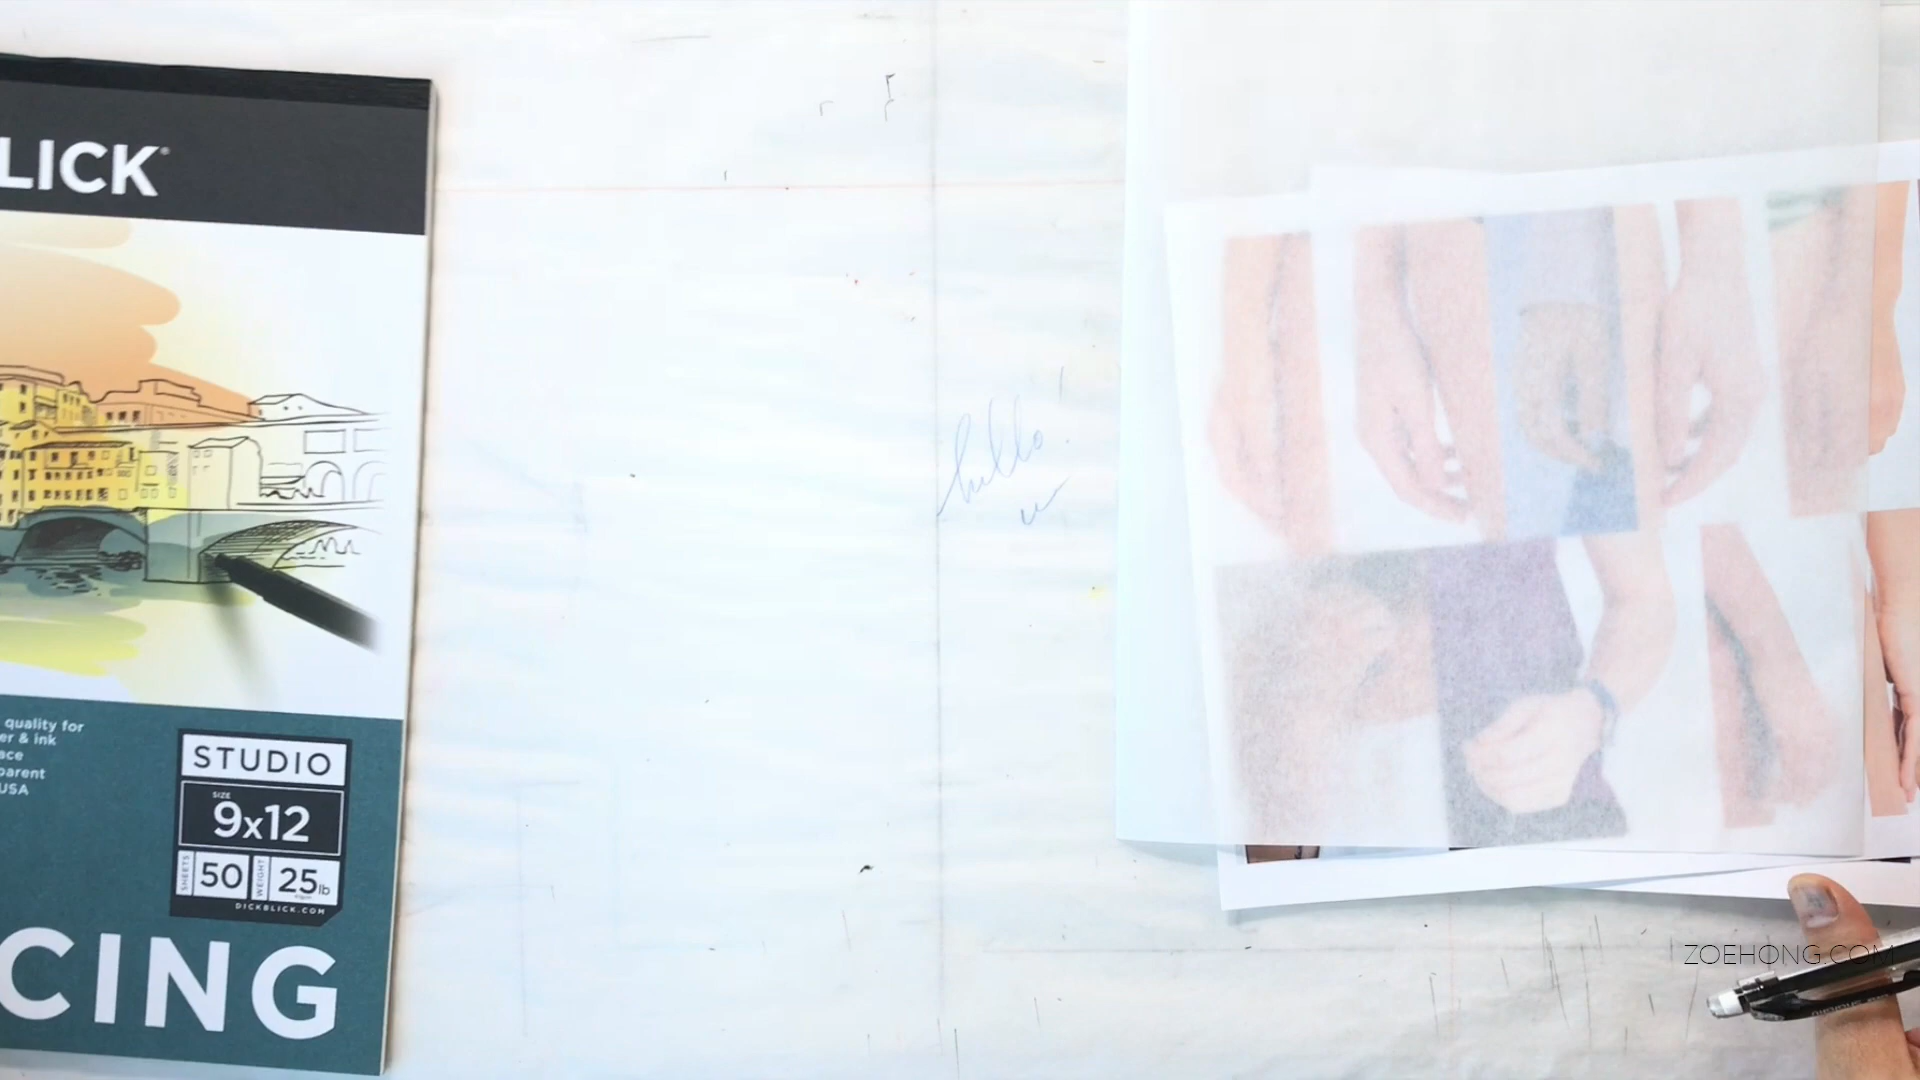 LICK
quality for
er & ink
ace
parent
USA
STUDIO
SIZE
9x12
SHEETS
50
WEIGHT
25lb
DICKBLICK.COM
CING
hello!
ZOEHONG.COM